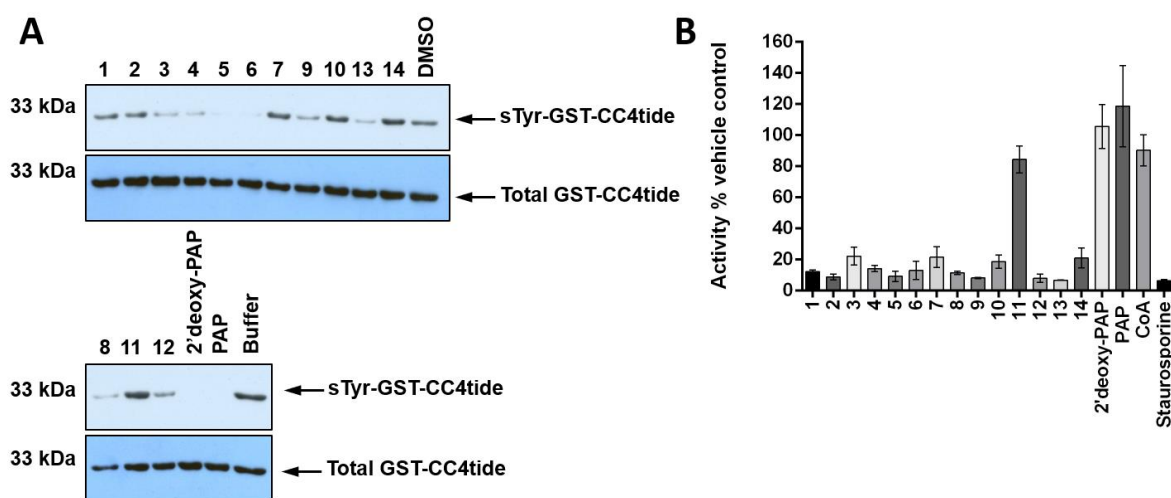 A
1 2 3 4 5 6 7 9 10 13 14 DMSO
33 kDa
sTyr-GST-CC4tide
33 kDa
Total GST-CC4tide
8 11 12 2'deoxy-PAP PAP Buffer
33 kDa
sTyr-GST-CC4tide
33 kDa
Total GST-CC4tide
B
Activity % vehicle control
160
140
120
100
80
60
40
20
0
1 2 3 4 5 6 7 8 9 10 11 12 13 14 2'deoxy-PAP PAP CoA Staurosporine